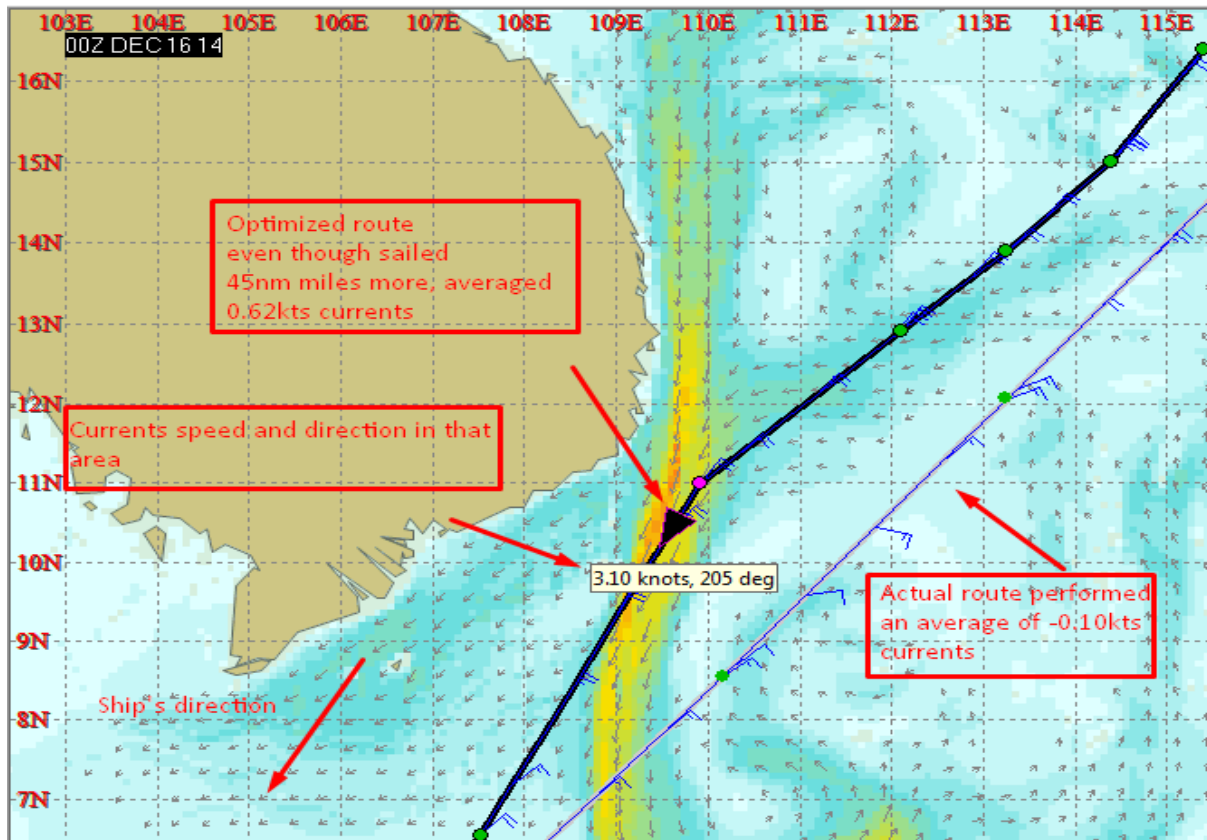 103E 104E 105E 106E 107E 108E 109E 110E 111E 112E 113E 114E 115E
00Z DEC 16 14
16N
15N
14N
13N
12N
11N
10N
9N
8N
7N
Optimized route
even though sailed
45nm miles more, averaged
0.62kts currents
Currents speed and direction in that
area
3.10 knots, 205 deg
Actual route performed
an average of -0.10kts
currents
Ship's direction